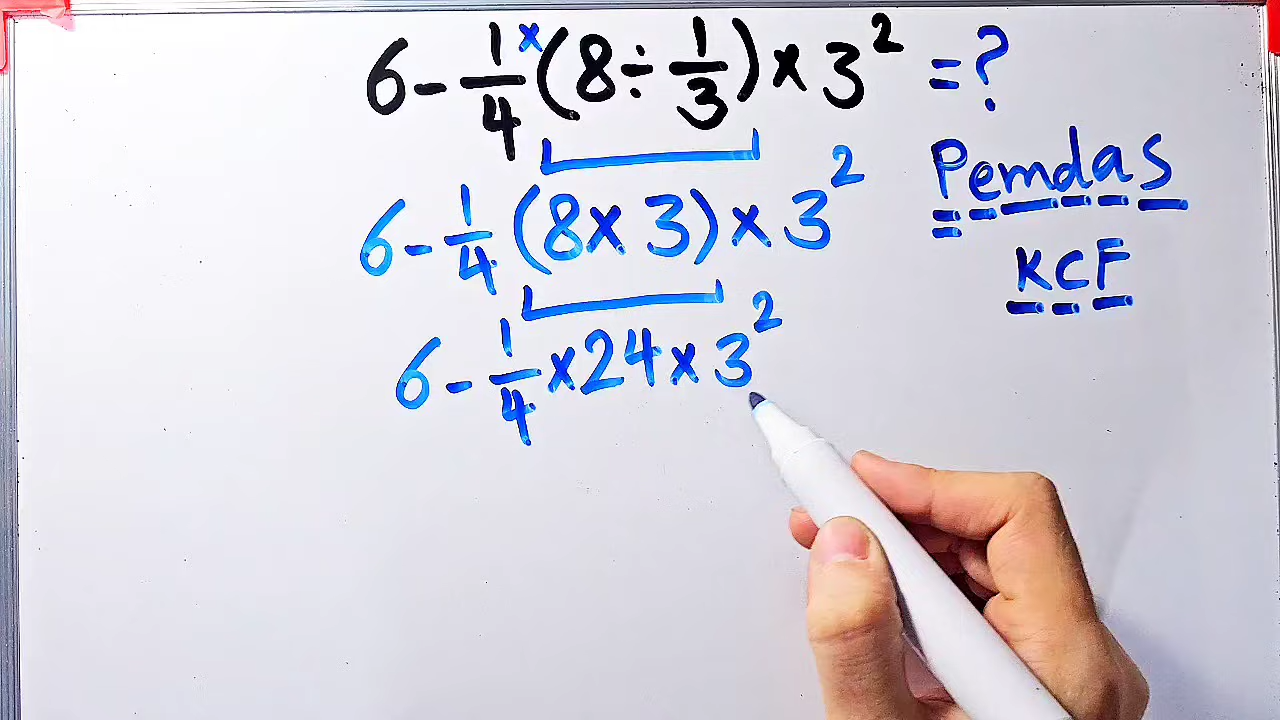 6 - 1/4 × (8 ÷ 1/3) × 3² = ?
Pemdas
6 - 1/4 (8 × 3) × 3²
KCF
6 - 1/4 × 24 × 3²